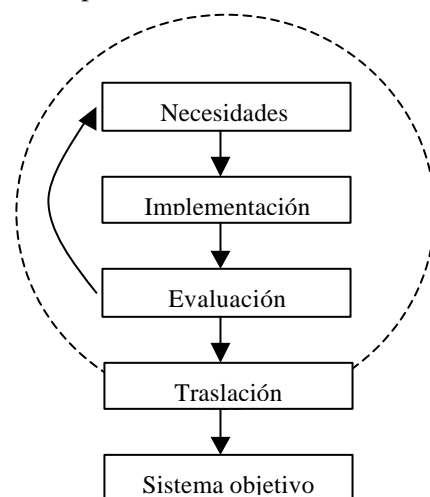 Necesidades
Implementación
Evaluación
Traslación
Sistema objetivo